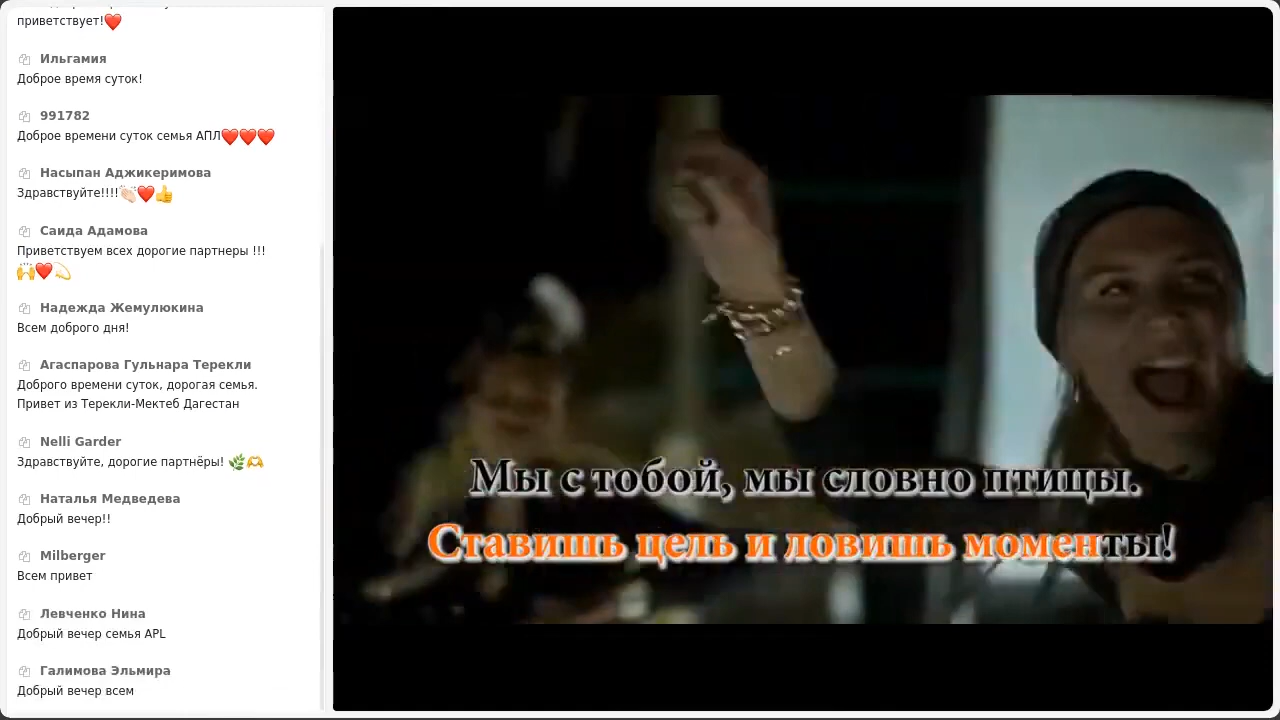 приветствует!❤️
Ильгамия
Доброе время суток!
991782
Доброе времени суток семья АПЛ❤️❤️❤️
Насыпан Аджикеримова
Здравствуйте!!!!👏🏻❤️👍
Саида Адамова
Приветствуем всех дорогие партнеры !!!
🙌❤️💫
Надежда Жемулюкина
Всем доброго дня!
Агаспарова Гульнара Терекли
Доброго времени суток, дорогая семья.
Привет из Терекли-Мектеб Дагестан
Nelli Garder
Здравствуйте, дорогие партнёры! 🌿🫶
Наталья Медведева
Добрый вечер!!
Milberger
Всем привет
Левченко Нина
Добрый вечер семья APL
Галимова Эльмира
Добрый вечер всем
Мы с тобой, мы словно птицы.
Ставишь цель и ловишь моменты!